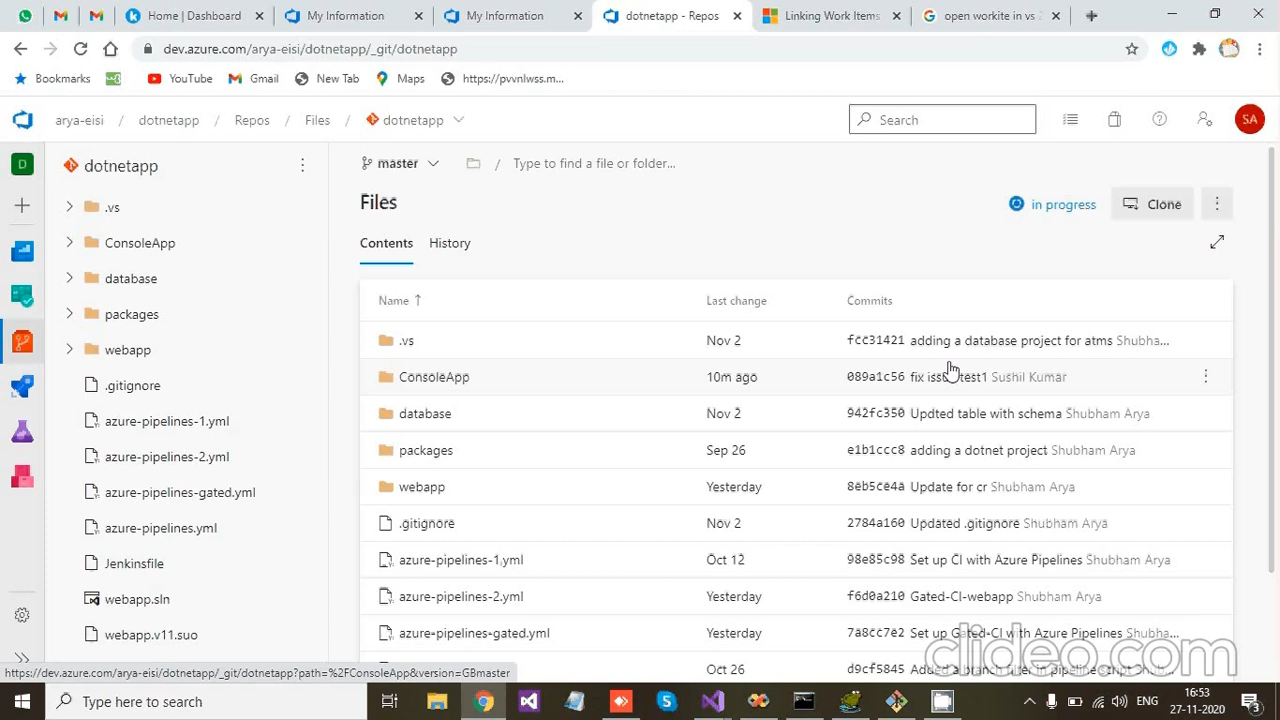 Home | Dashboard
My Information
My Information
dotnetapp - Repos
Linking Work Items
open workite in vs
dev.azure.com/arya-eisi/dotnetapp/_git/dotnetapp
Bookmarks
YouTube
Gmail
New Tab
Maps
https://pvvnlwss.m...
arya-eisi / dotnetapp / Repos / Files / dotnetapp
Search
SA
D
dotnetapp
.vs
ConsoleApp
database
packages
webapp
.gitignore
azure-pipelines-1.yml
azure-pipelines-2.yml
azure-pipelines-gated.yml
azure-pipelines.yml
Jenkinsfile
webapp.sln
webapp.v11.suo
master / Type to find a file or folder...
Files
in progress
Clone
Contents History
Name Last change Commits
.vs Nov 2 fcc31421 adding a database project for atms Shubha...
ConsoleApp 10m ago 089a1c56 fix test1 Sushil Kumar
database Nov 2 942fc350 Updted table with schema Shubham Arya
packages Sep 26 e1b1ccc8 adding a dotnet project Shubham Arya
webapp Yesterday 8eb5ce4a Update for cr Shubham Arya
.gitignore Nov 2 2784a160 Updated .gitignore Shubham Arya
azure-pipelines-1.yml Oct 12 98e85c98 Set up CI with Azure Pipelines Shubham Arya
azure-pipelines-2.yml Yesterday f6d0a210 Gated-CI-webapp Shubham Arya
azure-pipelines-gated.yml Yesterday 7a8cc7e2 Set up Gated-CI with Azure Pipelines Shubha...
Oct 26 d9cf5845 Added a branch filter in pipeline script Shub...
clideo.com
https://dev.azure.com/arya-eisi/dotnetapp/_git/dotnetapp?path=%2FConsoleApp&version=GBmaster
Type here to search
ENG
16:53
27-11-2020
3